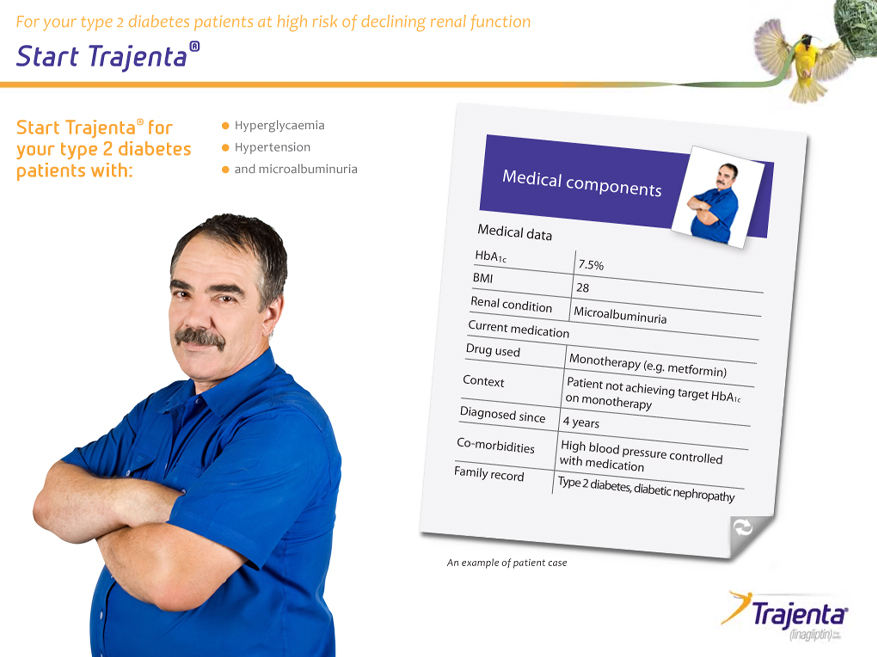 For your type 2 diabetes patients at high risk of declining renal function
Start Trajenta®
Start Trajenta® for
your type 2 diabetes
patients with:
Hyperglycaemia
Hypertension
and microalbuminuria
Medical components
Medical data
HbA1c 7.5%
BMI 28
Renal condition Microalbuminuria
Current medication
Drug used Monotherapy (e.g. metformin)
Context Patient not achieving target HbA1c
on monotherapy
Diagnosed since 4 years
Co-morbidities High blood pressure controlled
with medication
Family record Type 2 diabetes, diabetic nephropathy
An example of patient case
Trajenta®
(linagliptin)